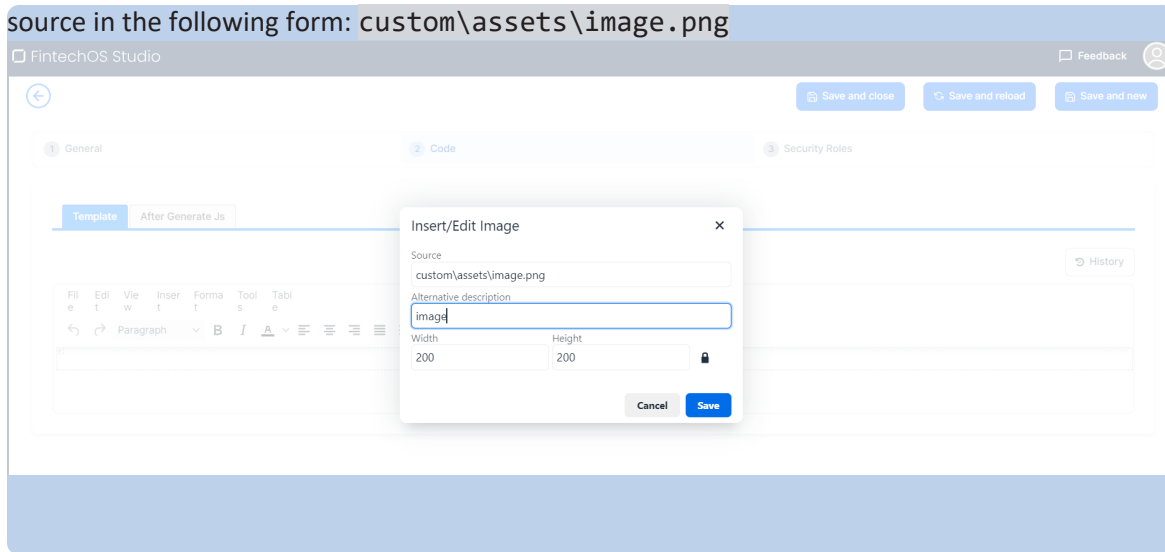 source in the following form: custom\assets\image.png
FintechOS Studio
Feedback
Save and close
Save and reload
Save and new
1 General
2 Code
3 Security Roles
Template
After Generate Js
Insert/Edit Image
Source
custom\assets\image.png
History
Alternative description
image
File Edit View Insert Format Tools Table
Paragraph
B I A
Width
Height
200
200
Cancel
Save